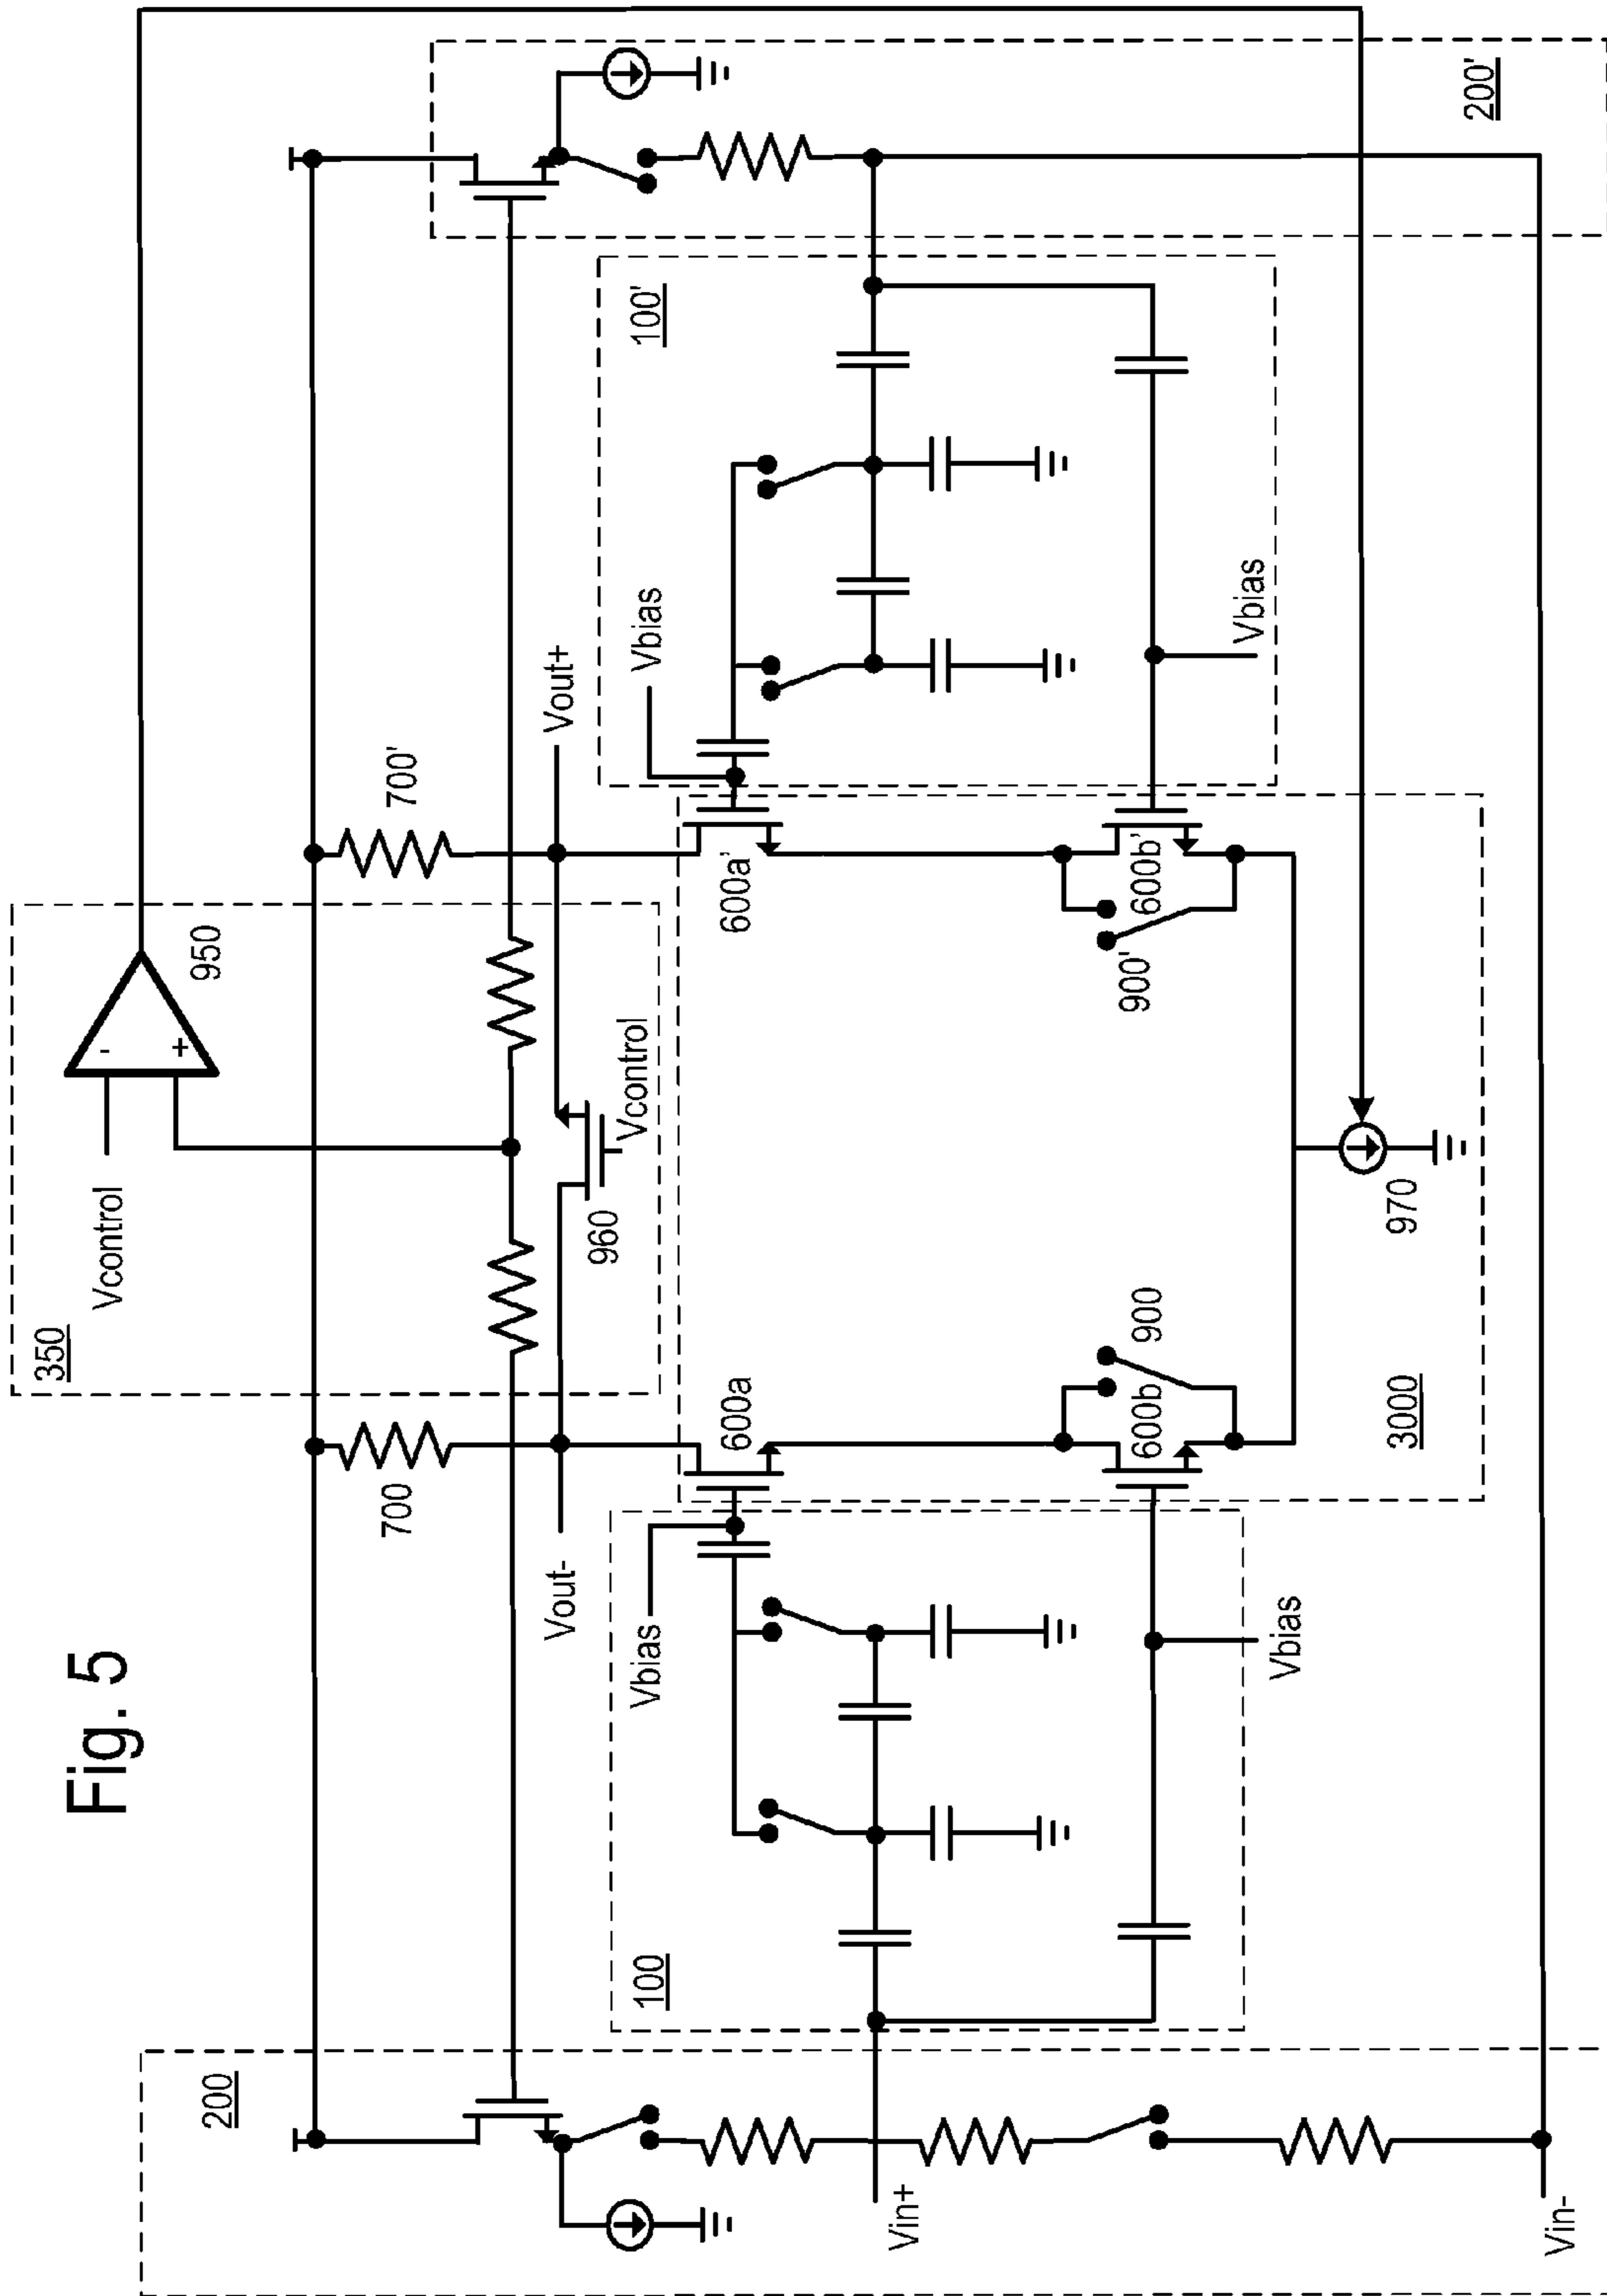 Fig. 5
350
Vcontrol
-
+
950
200
700
700'
Vout-
Vout+
960
Vcontrol
100
Vbias
600a
600a'
Vbias
100'
200'
Vin+
Vbias
600b
900
900'
600b'
Vbias
3000
970
Vin-